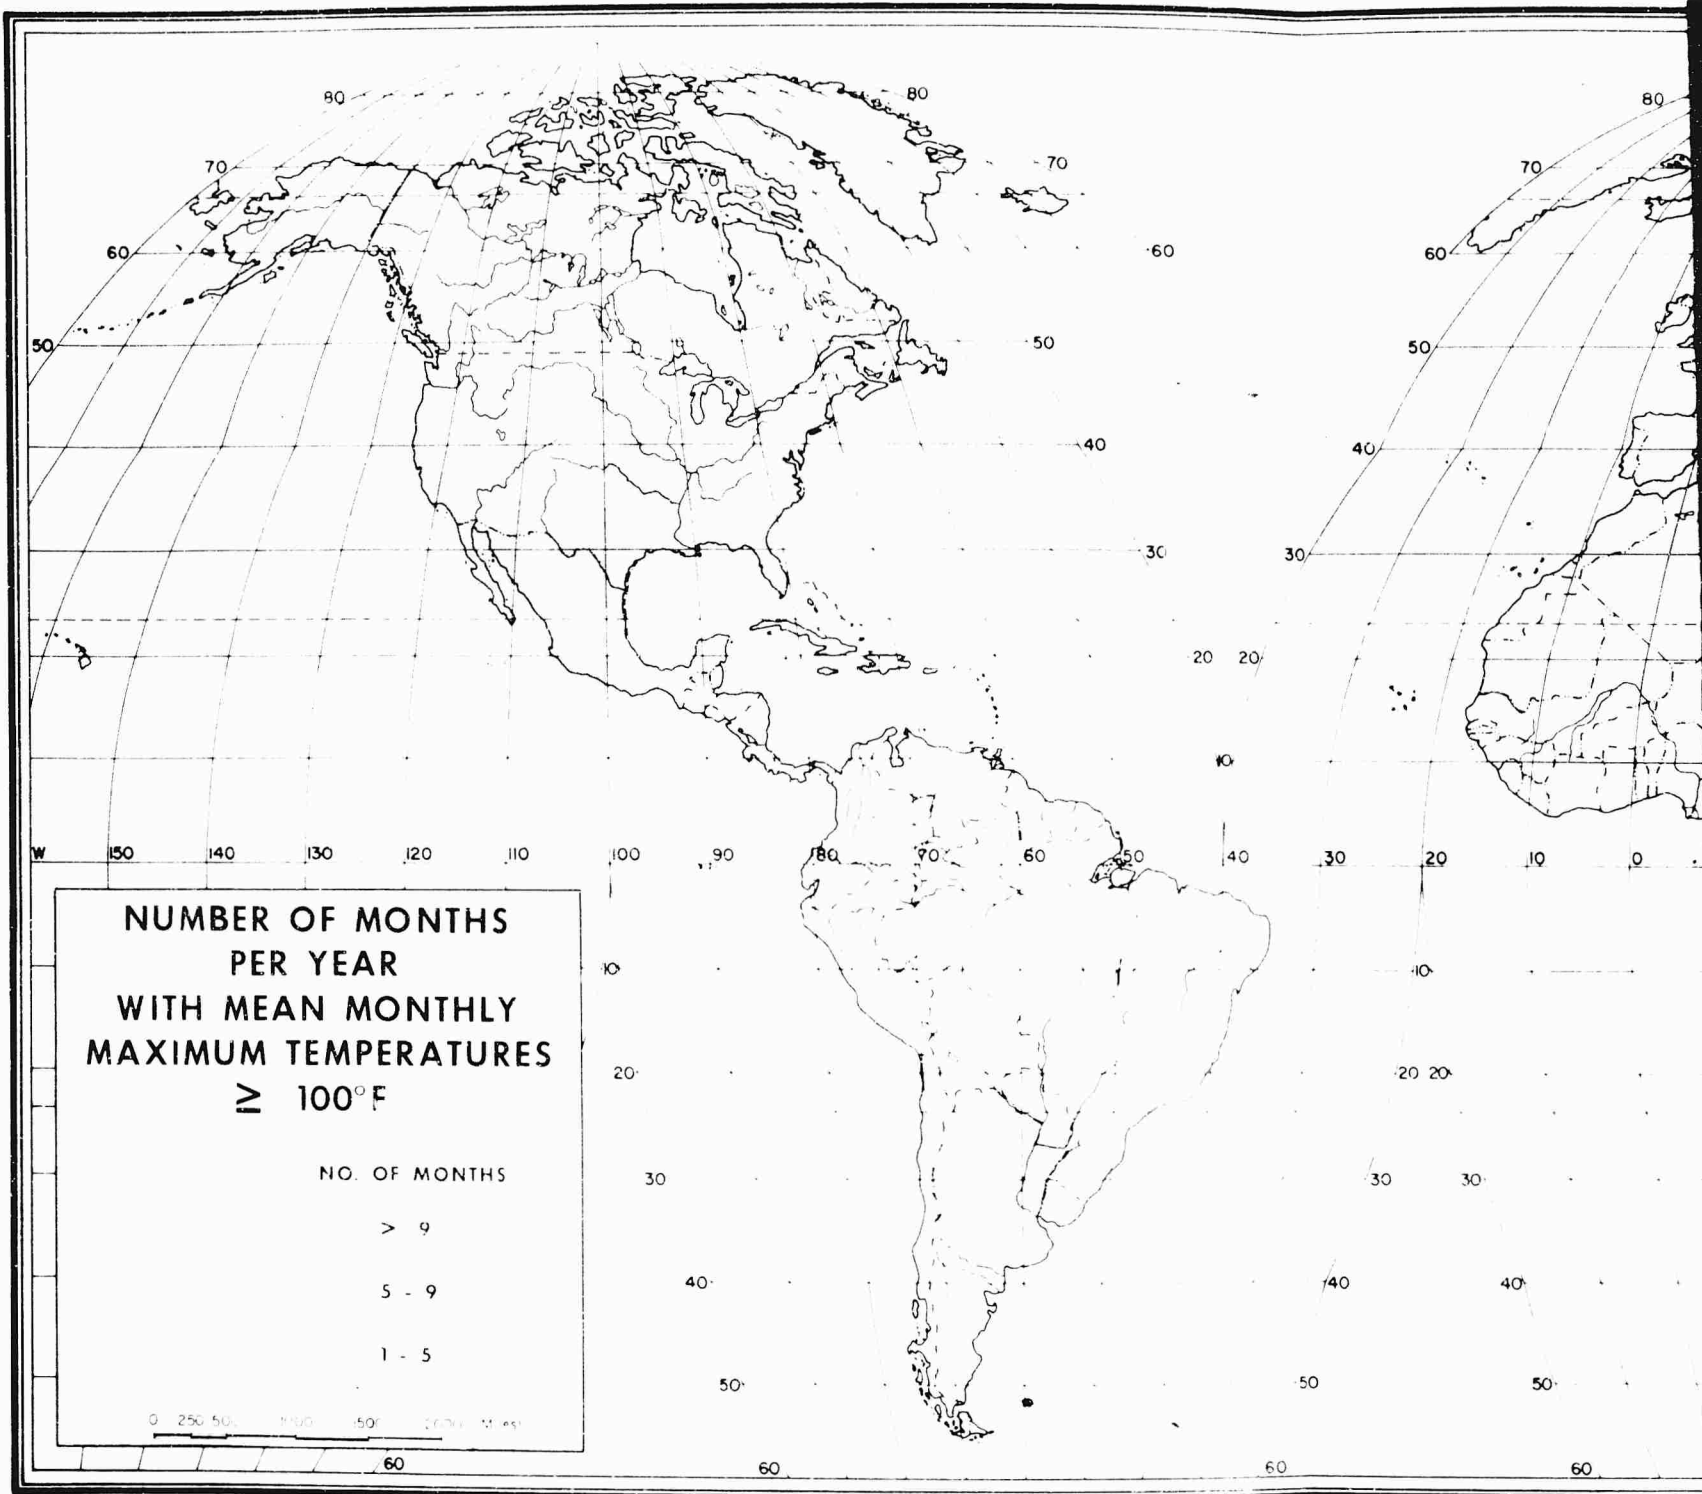 80 80 80
70 70 70
60 60 60
50 50 50
40 40
30 30
20 20
10
W 150 140 130 120 110 100 90 80 70 60 50 40 30 20 10 0
NUMBER OF MONTHS
PER YEAR
WITH MEAN MONTHLY
MAXIMUM TEMPERATURES
≥ 100°F
NO. OF MONTHS
> 9
5 - 9
1 - 5
0 250 500
10 10
20 20 20
30 30 30
40 40 40
50 50 50
60 60 60 60